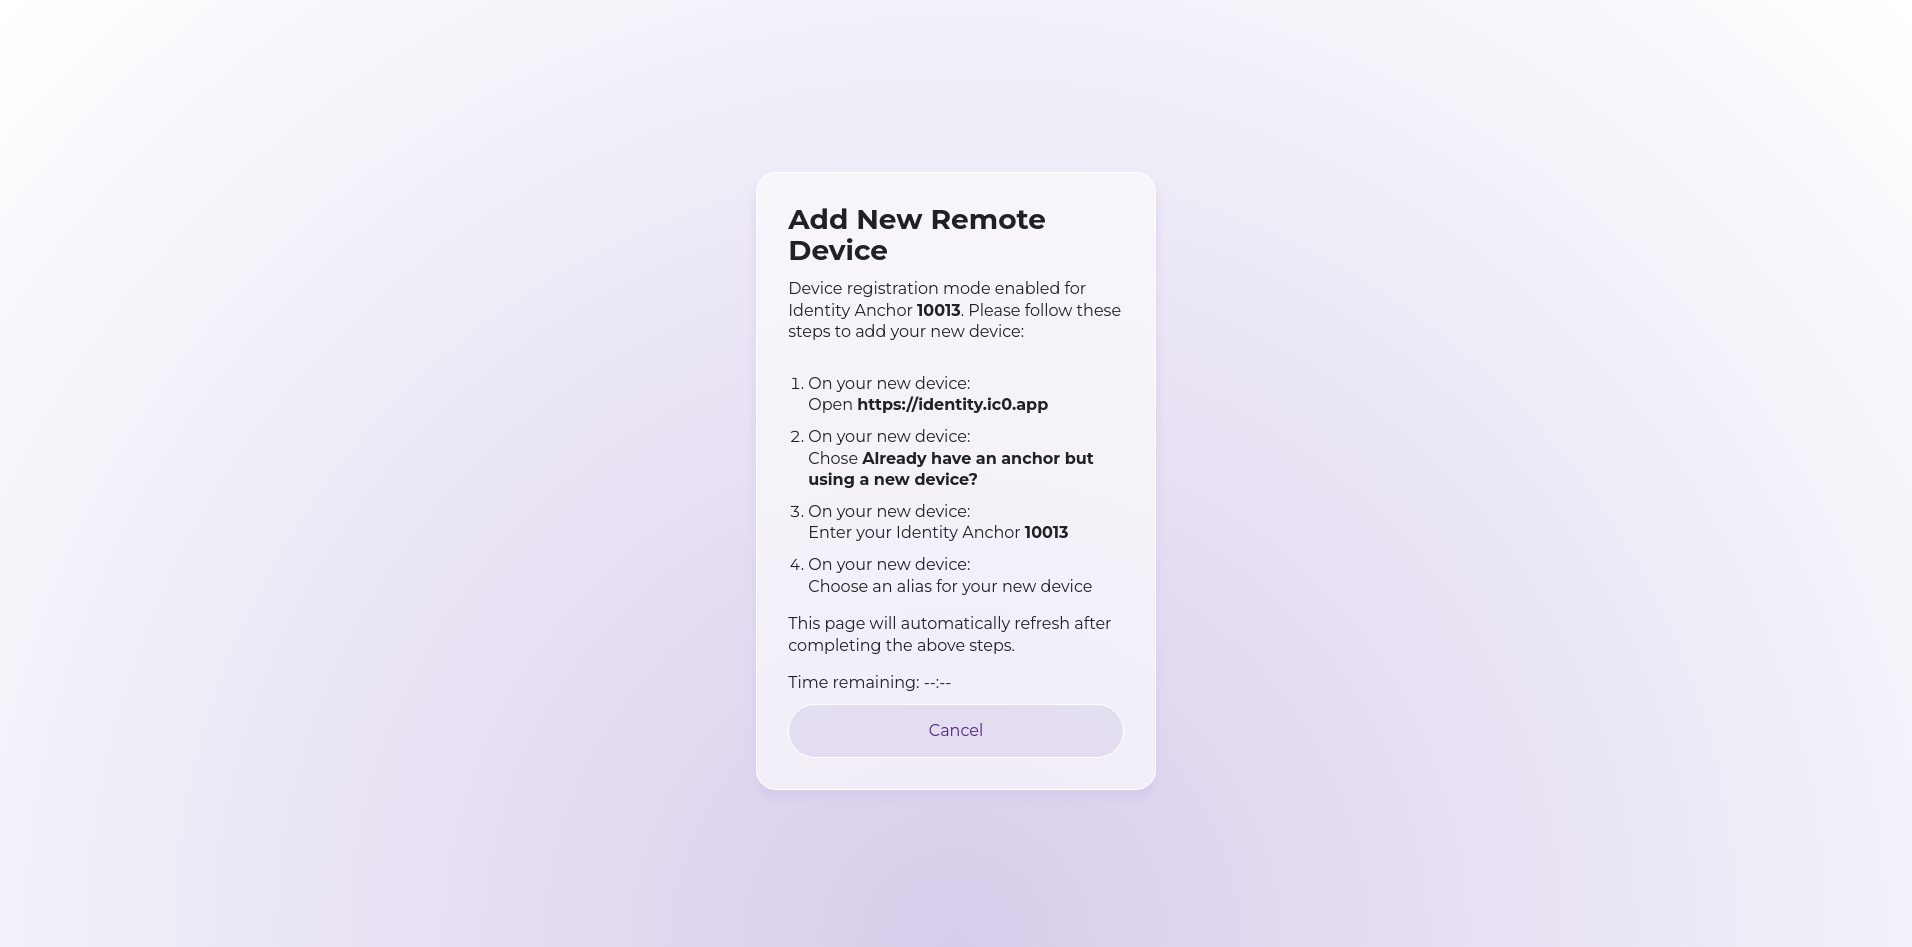 Add New Remote
Device
Device registration mode enabled for
Identity Anchor 10013. Please follow these
steps to add your new device:
1. On your new device:
Open https://identity.ic0.app
2. On your new device:
Chose Already have an anchor but
using a new device?
3. On your new device:
Enter your Identity Anchor 10013
4. On your new device:
Choose an alias for your new device
This page will automatically refresh after
completing the above steps.
Time remaining: --:--
Cancel